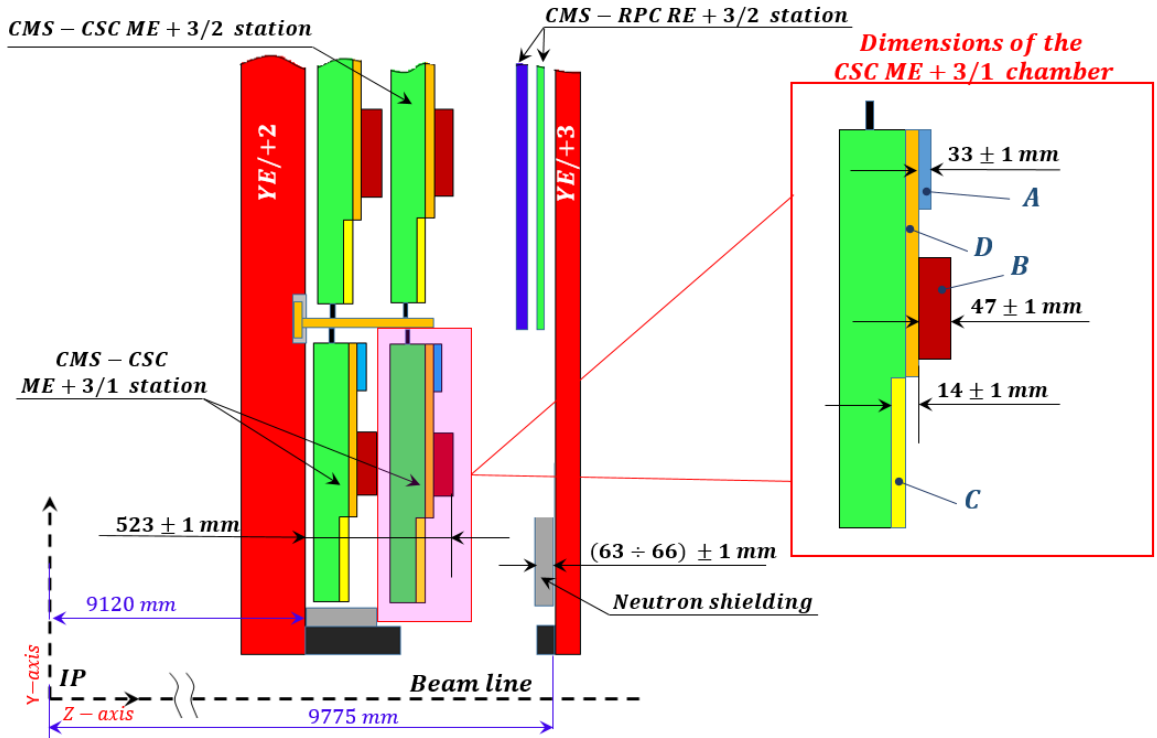 CMS – CSC ME + 3/2 station
CMS – RPC RE + 3/2 station
Dimensions of the
CSC ME + 3/1 chamber
YE/+2
YE/+3
33 ± 1 mm
A
D
B
47 ± 1 mm
14 ± 1 mm
C
CMS – CSC
ME + 3/1 station
523 ± 1 mm
(63 ÷ 66) ± 1 mm
Neutron shielding
9120 mm
Y–axis
IP
Z – axis
Beam line
9775 mm